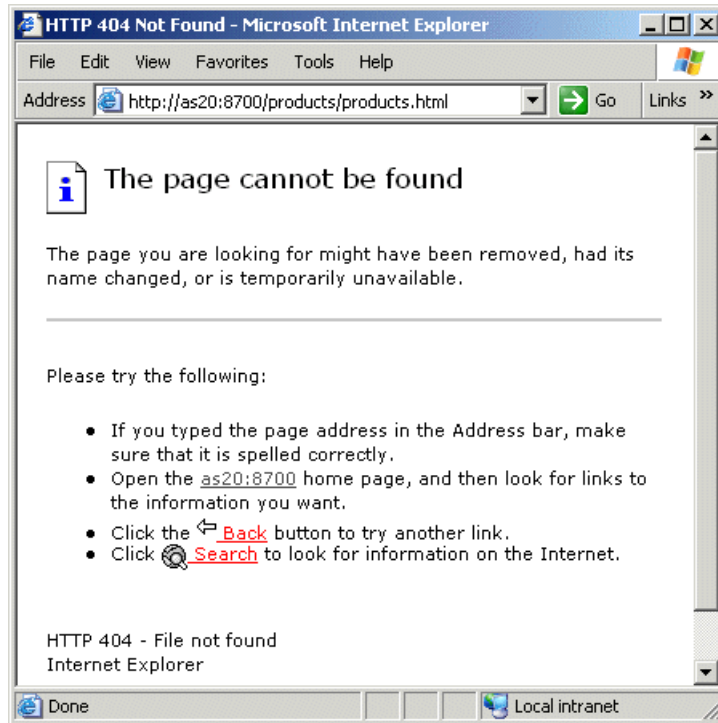 HTTP 404 Not Found - Microsoft Internet Explorer
File Edit View Favorites Tools Help
Address http://as20:8700/products/products.html Go Links »
The page cannot be found
The page you are looking for might have been removed, had its
name changed, or is temporarily unavailable.
Please try the following:
• If you typed the page address in the Address bar, make
sure that it is spelled correctly.
• Open the as20:8700 home page, and then look for links to
the information you want.
• Click the Back button to try another link.
• Click Search to look for information on the Internet.
HTTP 404 - File not found
Internet Explorer
Done Local intranet